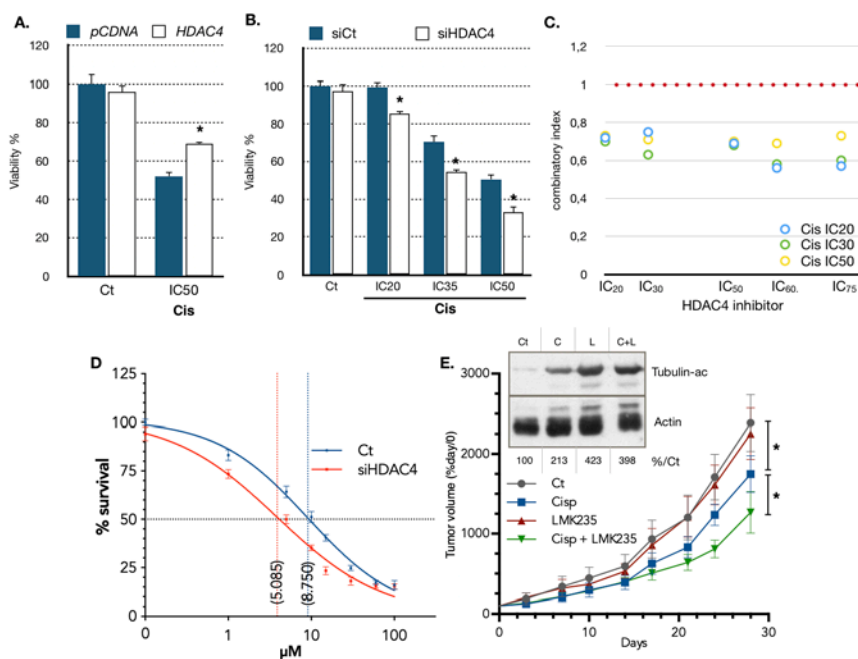 A.
pCDNA HDAC4
120
100
80
60
40
20
0
Viability %
*
Ct IC50
Cis
B.
siCt siHDAC4
120
100
80
60
40
20
0
Viability %
* * *
Ct IC20 IC35 IC50
Cis
C.
1,2
1
0,8
0,6
0,4
0,2
0
combinatory index
Cis IC20
Cis IC30
Cis IC50
IC20 IC30 IC50 IC60. IC75
HDAC4 inhibitor
D
125
100
75
50
25
0
% survival
Ct
siHDAC4
(5.085)
(8.750)
0 1 10 100
µM
E.
Ct C L C+L
Tubulin-ac
Actin
100 213 423 398 %/Ct
3000
2000
1000
0
Tumor volume (%day/0)
Ct
Cisp
LMK235
Cisp + LMK235
*
*
0 10 20 30
Days